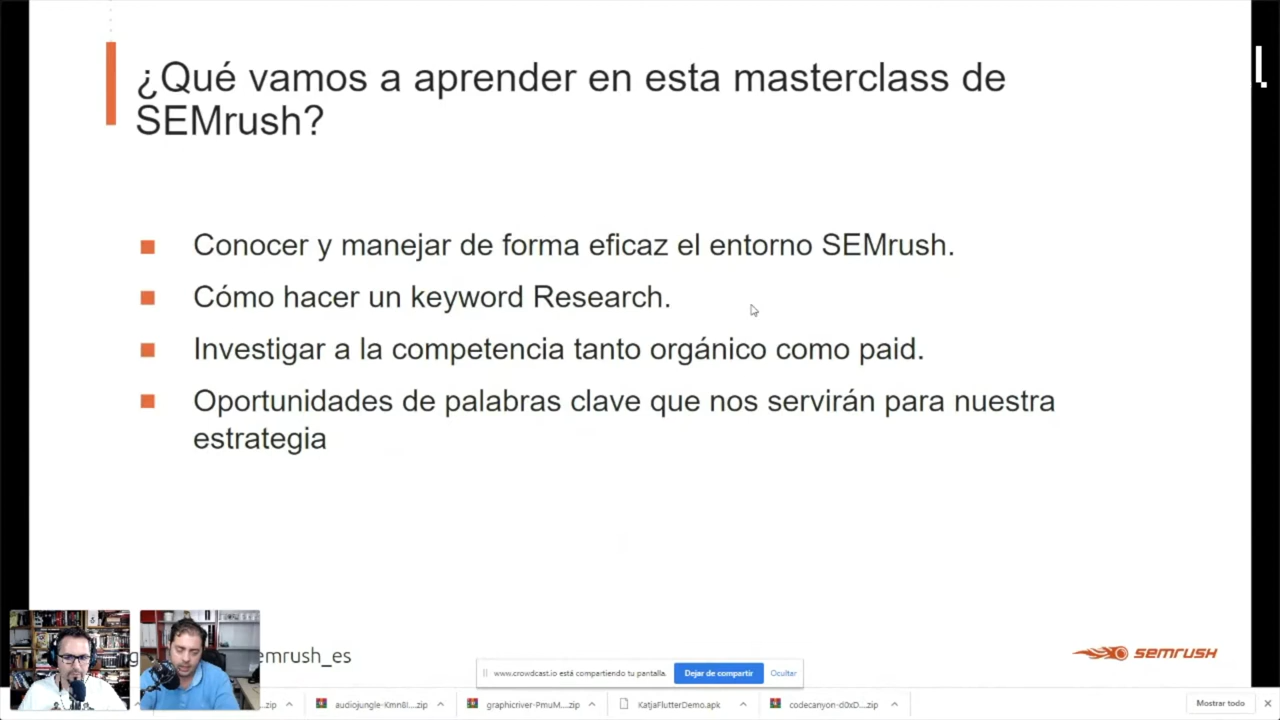 ¿Qué vamos a aprender en esta masterclass de
SEMrush?
Conocer y manejar de forma eficaz el entorno SEMrush.
Cómo hacer un keyword Research.
Investigar a la competencia tanto orgánico como paid.
Oportunidades de palabras clave que nos servirán para nuestra
estrategia
emrush_es
semrush
www.crowdcast.io está compartiendo tu pantalla.
Dejar de compartir
Ocultar
zip
audiojungle-Kmn8I....zip
graphicriver-PmuM....zip
KatjaFlutterDemo.apk
codecanyon-d0xD....zip
Mostrar todo